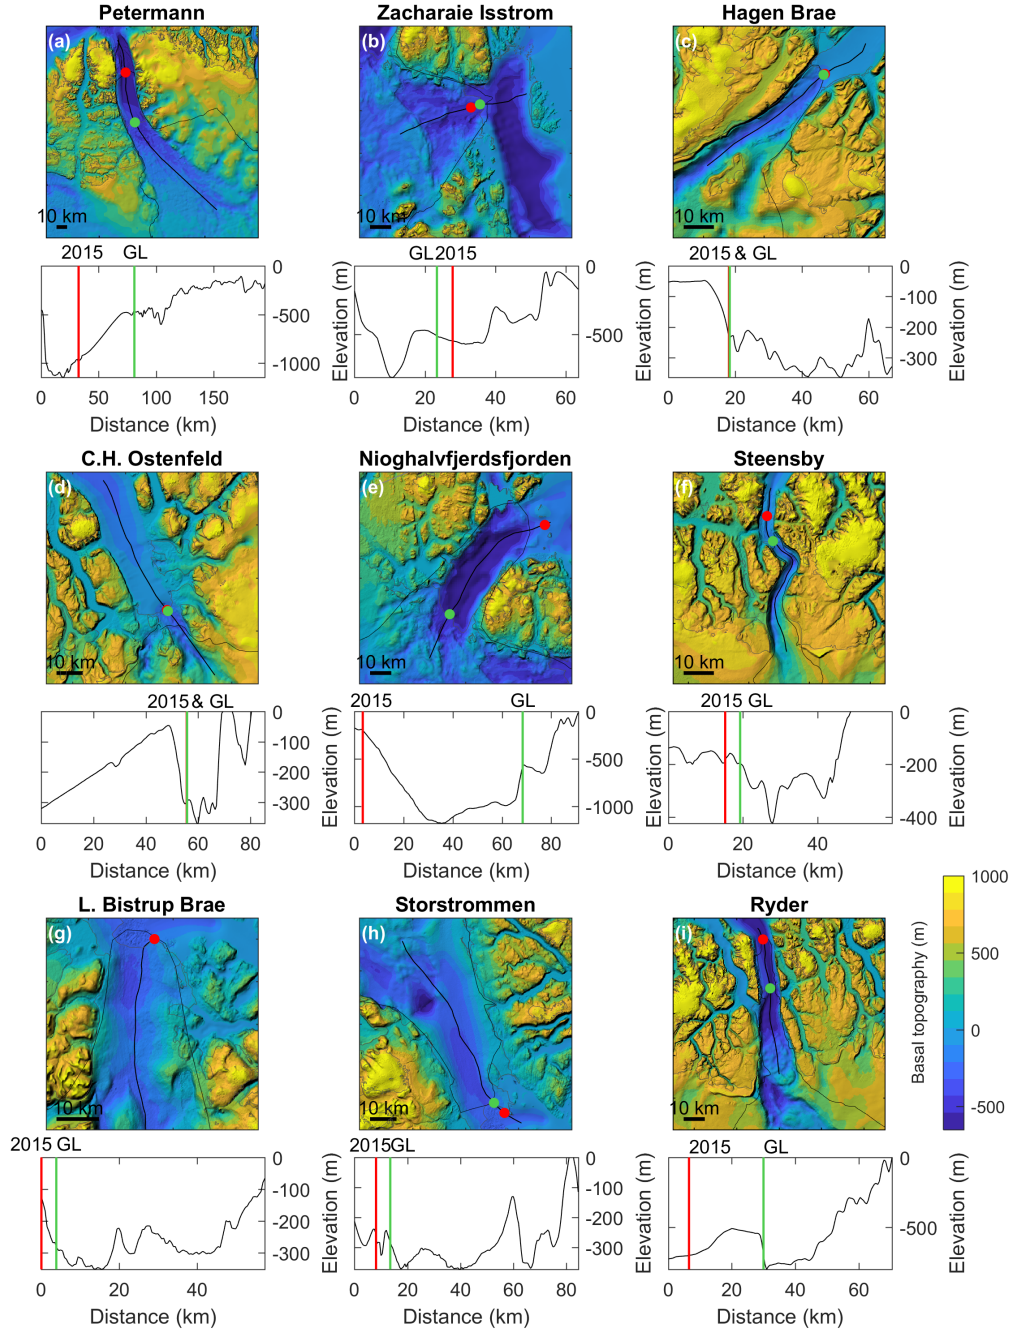 Petermann
Zacharaie Isstrom
Hagen Brae
(a)
(b)
(c)
10 km
10 km
10 km
2015 GL
GL 2015
2015 & GL
0
-500
-1000
Elevation (m)
0
-500
Elevation (m)
0
-100
-200
-300
Elevation (m)
0 50 100 150
0 20 40 60
0 20 40 60
Distance (km)
Distance (km)
Distance (km)
C.H. Ostenfeld
Nioghalvfjerdsfjorden
Steensby
(d)
(e)
(f)
10 km
10 km
10 km
2015 & GL
2015 GL
2015 GL
0
-100
-200
-300
Elevation (m)
0
-500
-1000
Elevation (m)
0
-200
-400
Elevation (m)
0 20 40 60 80
0 20 40 60 80
0 20 40
Distance (km)
Distance (km)
Distance (km)
1000
500
0
-500
Basal topography (m)
L. Bistrup Brae
Storstrommen
Ryder
(g)
(h)
(i)
10 km
10 km
10 km
2015 GL
2015GL
2015 GL
0
-100
-200
-300
Elevation (m)
0
-100
-200
-300
Elevation (m)
0
-500
Elevation (m)
0 20 40
0 20 40 60 80
0 20 40 60
Distance (km)
Distance (km)
Distance (km)